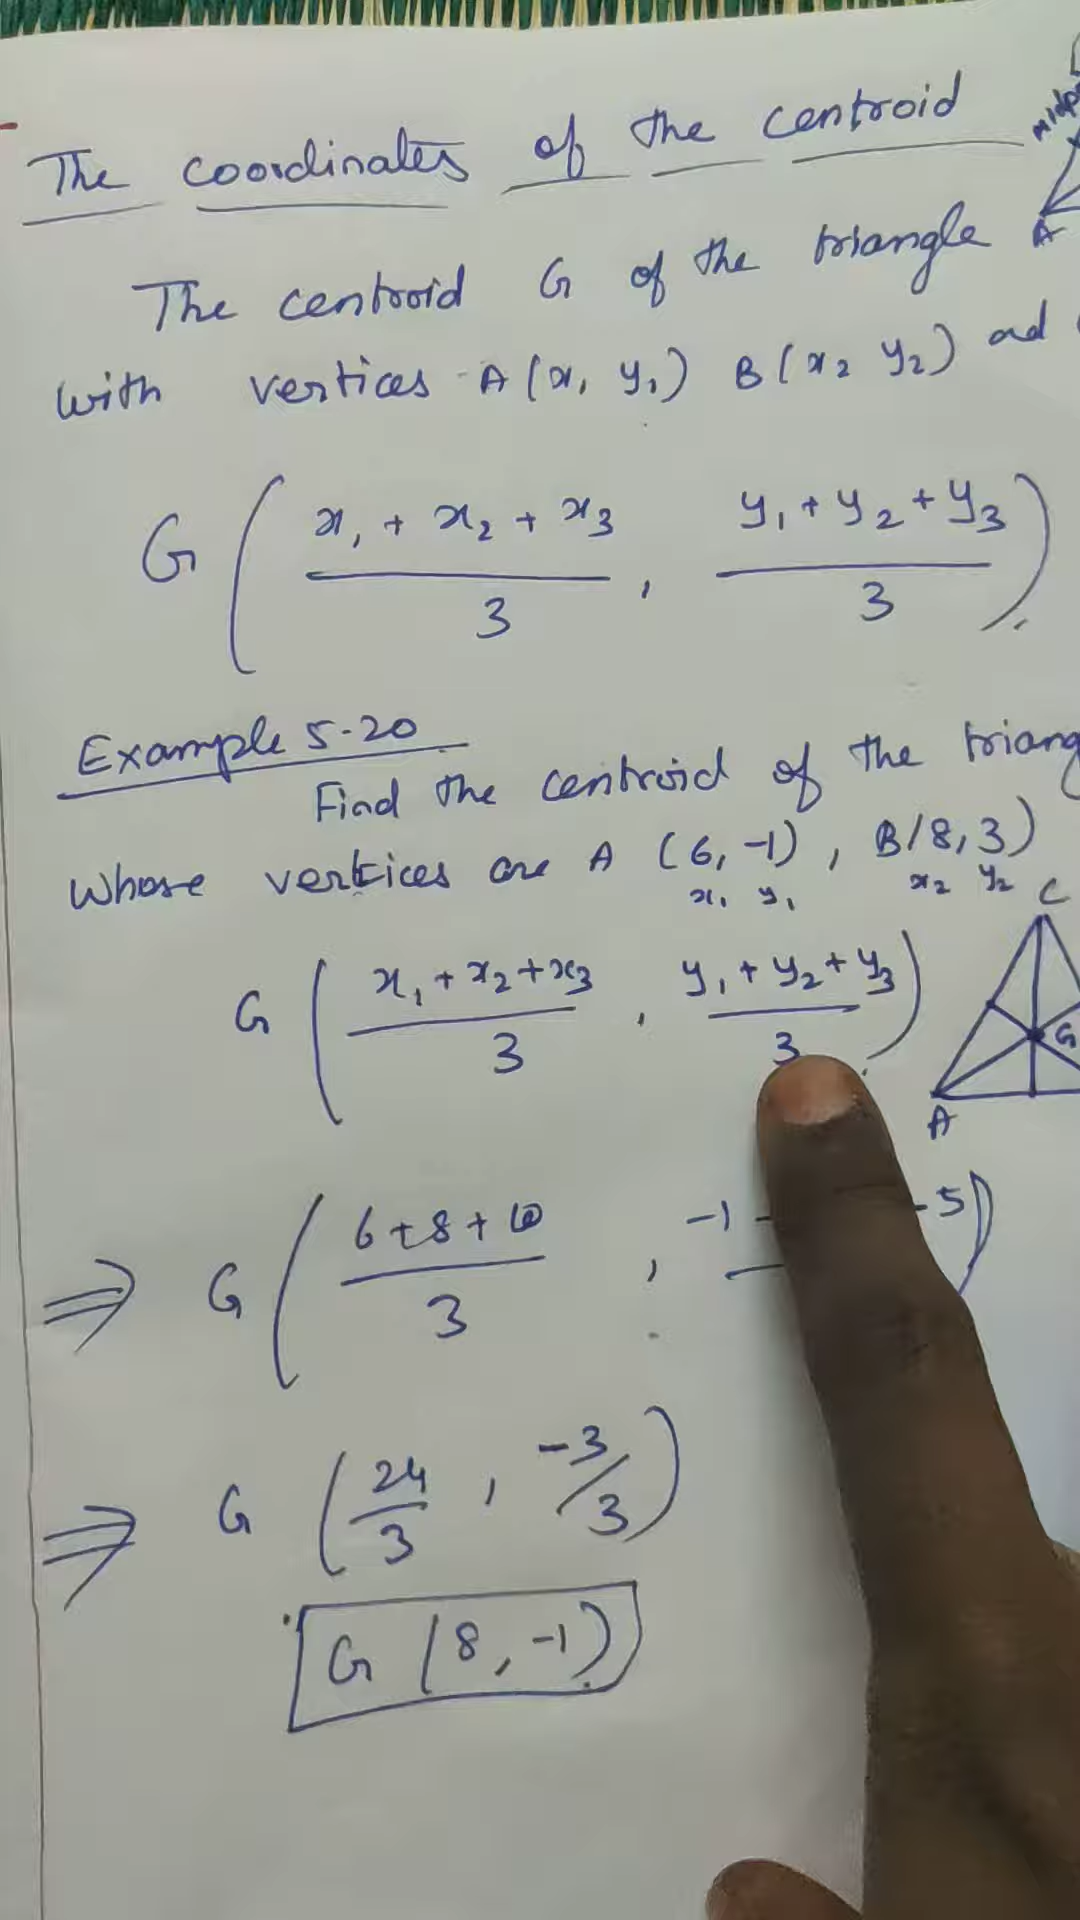 The coordinates of the centroid
The centroid G of the triangle
with vertices A(x₁ y₁) B(x₂ y₂) ad
G ( x₁ + x₂ + x₃ / 3 , y₁ + y₂ + y₃ / 3 )
Example 5.20
Find the centroid of the
whose vertices are A (6, -1) , B(8, 3)
x₁ y₁ x₂ y₂
C
G ( x₁ + x₂ + x₃ / 3 , y₁ + y₂ + y₃ / 3 )
G
A
⇒ G ( 6 + 8 + 10 / 3 , -1 - 5 )
⇒ G ( 24 / 3 , -3 / 3 )
G (8, -1)
A